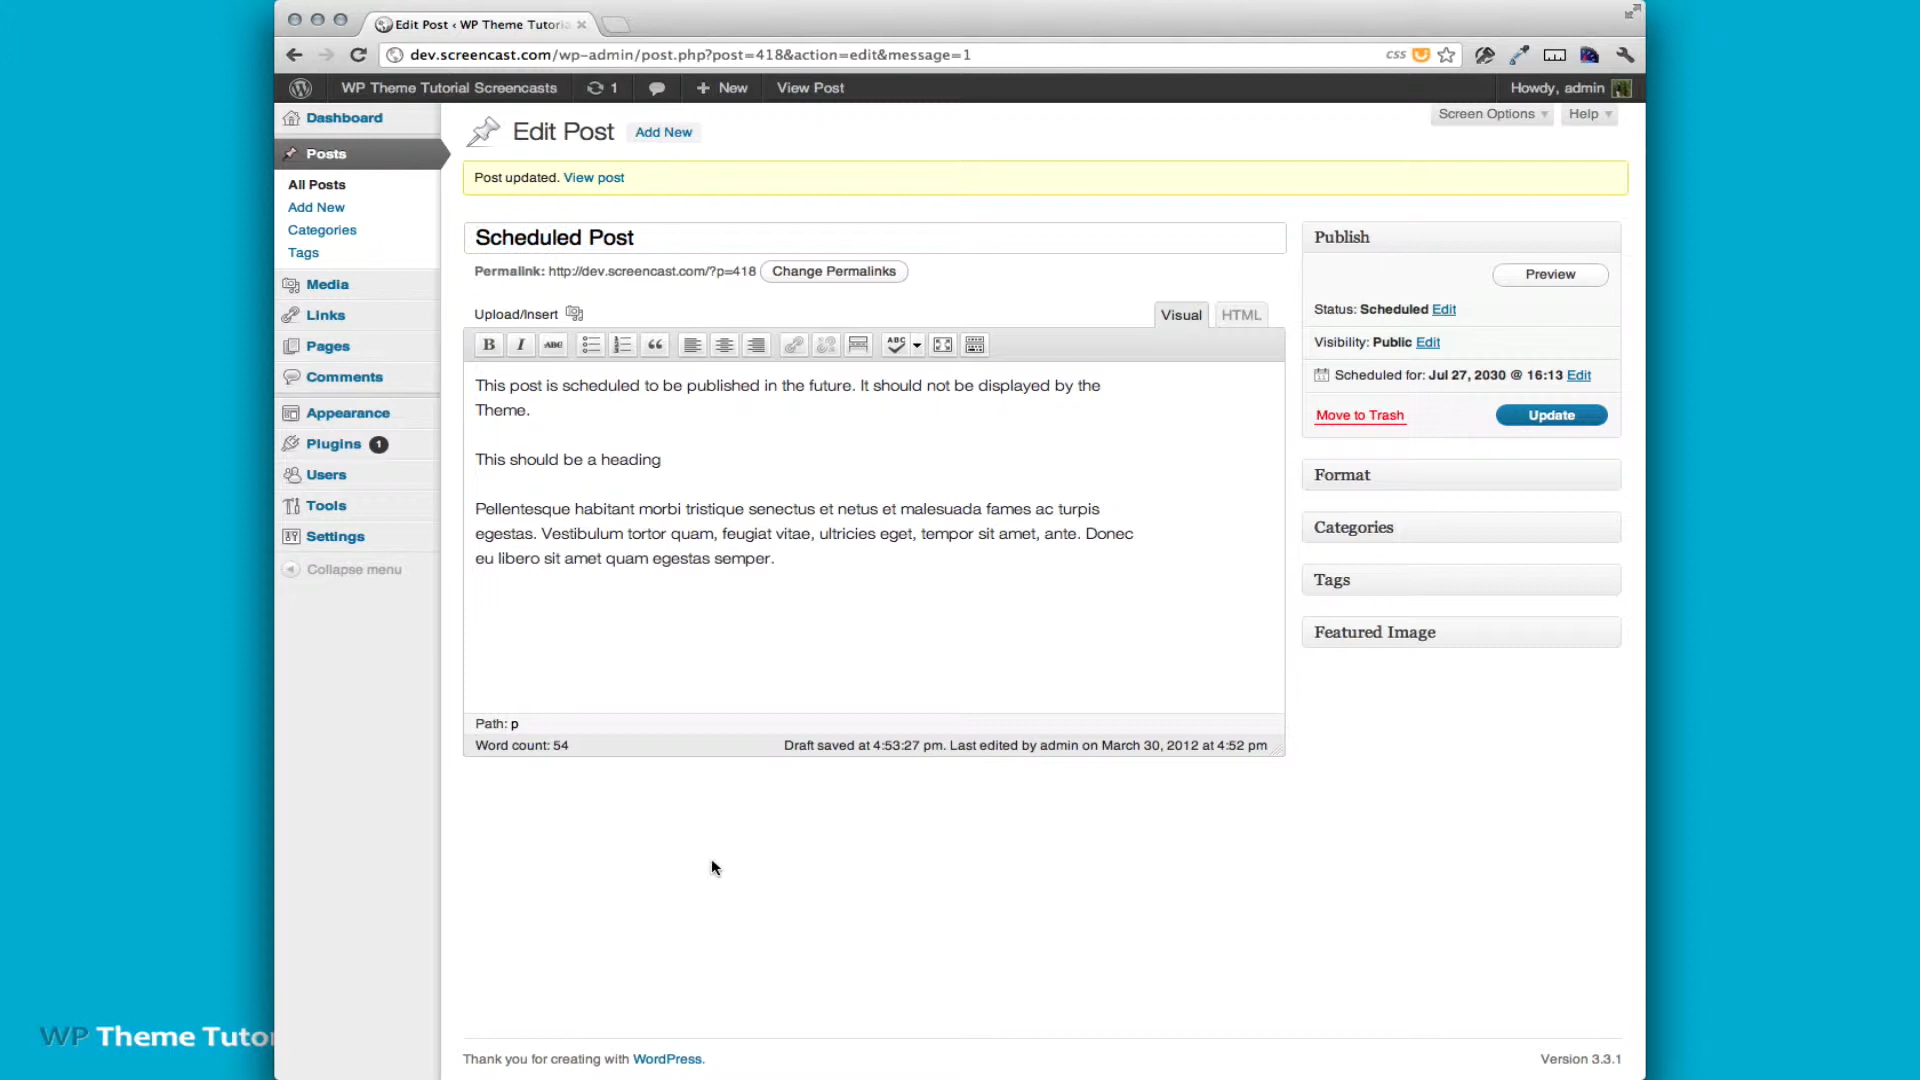 Edit Post ‹ WP Theme Tutoria
dev.screencast.com/wp-admin/post.php?post=418&action=edit&message=1
CSS
WP Theme Tutorial Screencasts 1 + New View Post Howdy, admin
Screen Options Help
Dashboard
Posts
All Posts
Add New
Categories
Tags
Media
Links
Pages
Comments
Appearance
Plugins 1
Users
Tools
Settings
Collapse menu
Edit Post Add New
Post updated. View post
Scheduled Post
Permalink: http://dev.screencast.com/?p=418 Change Permalinks
Upload/Insert
Visual HTML
B I ABC ABC
This post is scheduled to be published in the future. It should not be displayed by the
Theme.
This should be a heading
Pellentesque habitant morbi tristique senectus et netus et malesuada fames ac turpis
egestas. Vestibulum tortor quam, feugiat vitae, ultricies eget, tempor sit amet, ante. Donec
eu libero sit amet quam egestas semper.
Path: p
Word count: 54 Draft saved at 4:53:27 pm. Last edited by admin on March 30, 2012 at 4:52 pm
Publish
Preview
Status: Scheduled Edit
Visibility: Public Edit
Scheduled for: Jul 27, 2030 @ 16:13 Edit
Move to Trash Update
Format
Categories
Tags
Featured Image
WP Theme Tutor
Thank you for creating with WordPress. Version 3.3.1